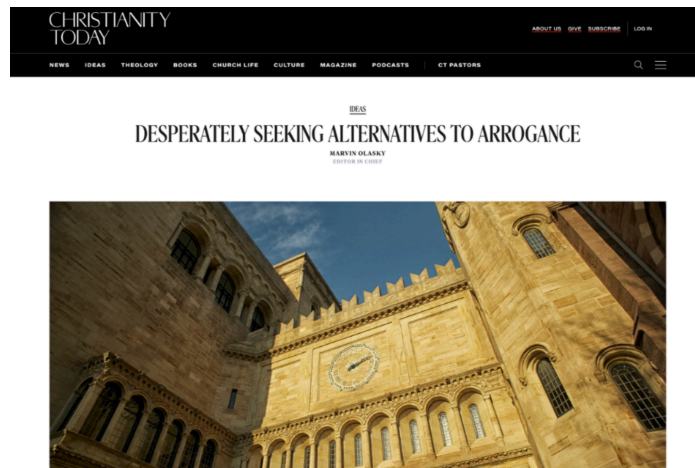 CHRISTIANITY
TODAY
ABOUT US GIVE SUBSCRIBE LOG IN
NEWS IDEAS THEOLOGY BOOKS CHURCH LIFE CULTURE MAGAZINE PODCASTS CT PASTORS
IDEAS
DESPERATELY SEEKING ALTERNATIVES TO ARROGANCE
MARVIN OLASKY
EDITOR IN CHIEF